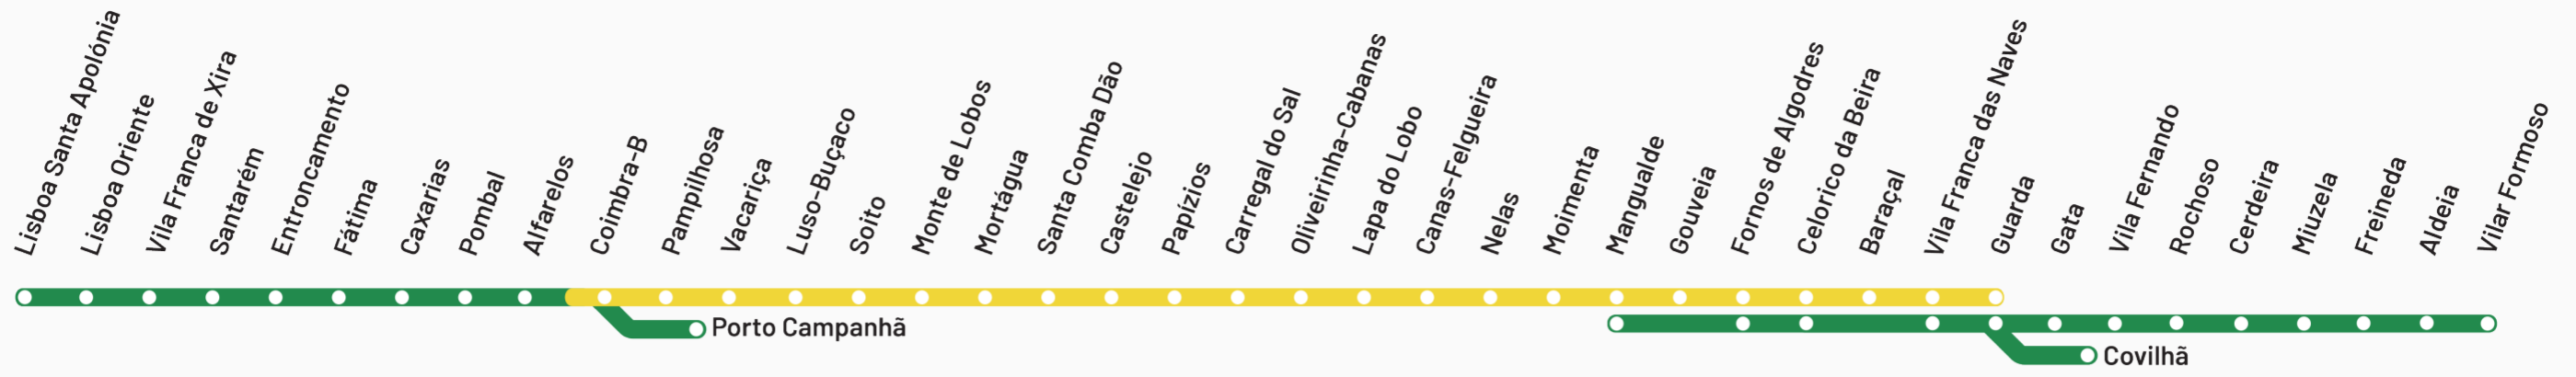 Lisboa Santa Apolónia
Lisboa Oriente
Vila Franca de Xira
Santarém
Entroncamento
Fátima
Caxarias
Pombal
Alfarelos
Coimbra-B
Pampilhosa
Vacariça
Luso-Buçaco
Soito
Monte de Lobos
Mortágua
Santa Comba Dão
Castelejo
Papízios
Carregal do Sal
Oliveirinha-Cabanas
Lapa do Lobo
Canas-Felgueira
Nelas
Moimenta
Mangualde
Gouveia
Fornos de Algodres
Celorico da Beira
Baraçal
Vila Franca das Naves
Guarda
Gata
Vila Fernando
Rochoso
Cerdeira
Miuzela
Freineda
Aldeia
Vilar Formoso
Porto Campanhã
Covilhã